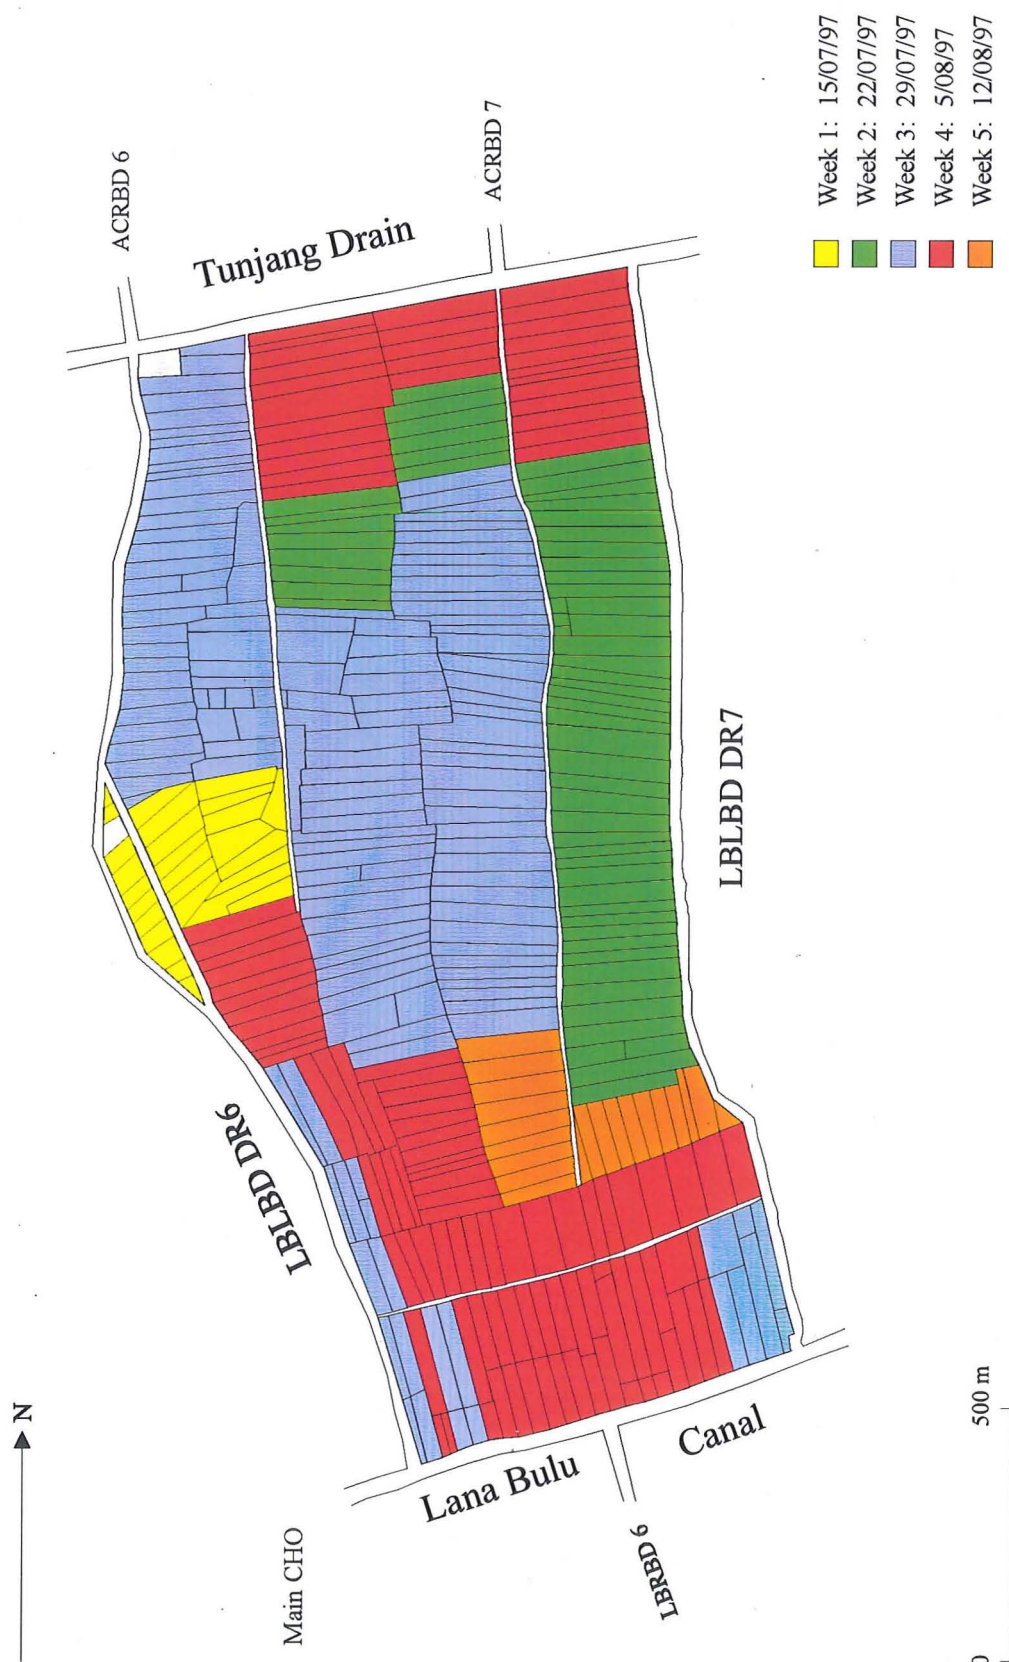 ACRBD 6
ACRBD 7
Tunjang Drain
Week 1: 15/07/97
Week 2: 22/07/97
Week 3: 29/07/97
Week 4: 5/08/97
Week 5: 12/08/97
LBLBD DR7
LBLBD DR6
N
500 m
0
Canal
Lana Bulu
Main CHO
LBRBD 6